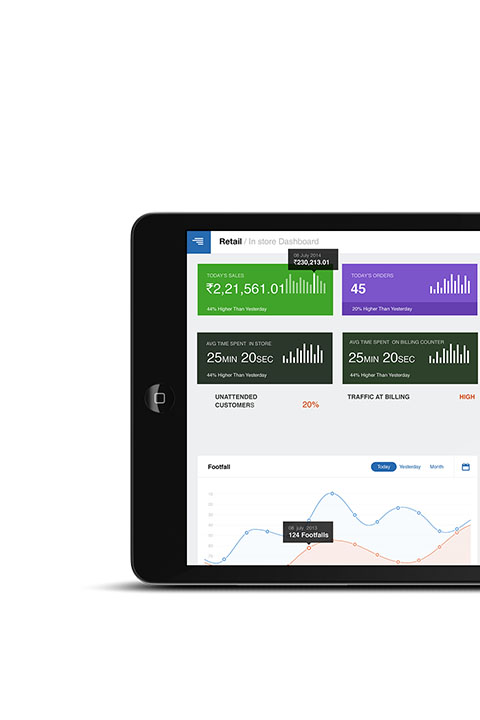 Retail / In store Dashboard
08 July 2014
₹230,213.01
TODAY'S SALES
₹2,21,561.01
44% Higher Than Yesterday
TODAY'S ORDERS
45
20% Higher Than Yesterday
AVG TIME SPENT IN STORE
25MIN 20SEC
44% Higher Than Yesterday
AVG TIME SPENT ON BILLING COUNTER
25MIN 20SEC
44% Higher Than Yesterday
UNATTENDED
CUSTOMERS
20%
TRAFFIC AT BILLING
HIGH
Footfall
Today
Yesterday
Month
08 july, 2013
124 Footfalls